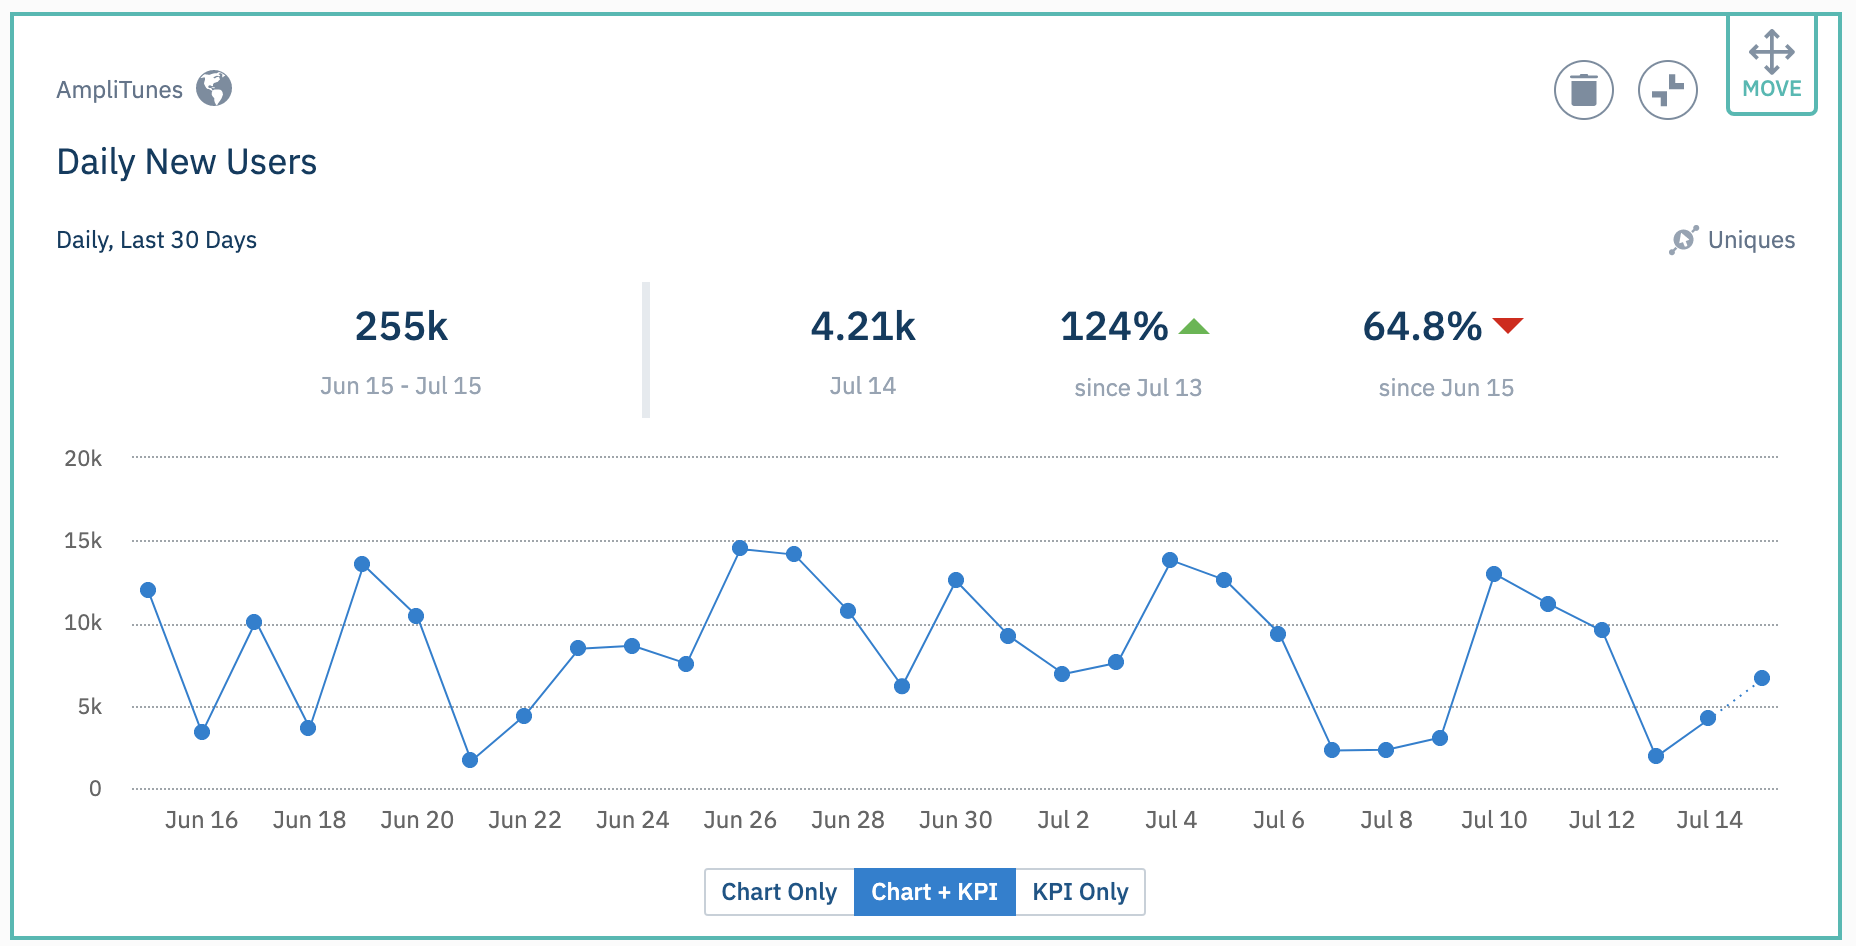 MOVE
AmpliTunes
Daily New Users
Daily, Last 30 Days
Uniques
255k
4.21k
124%
64.8%
Jun 15 - Jul 15
Jul 14
since Jul 13
since Jun 15
20k
15k
10k
5k
0
Jun 16 Jun 18 Jun 20 Jun 22 Jun 24 Jun 26 Jun 28 Jun 30 Jul 2 Jul 4 Jul 6 Jul 8 Jul 10 Jul 12 Jul 14
Chart Only Chart + KPI KPI Only